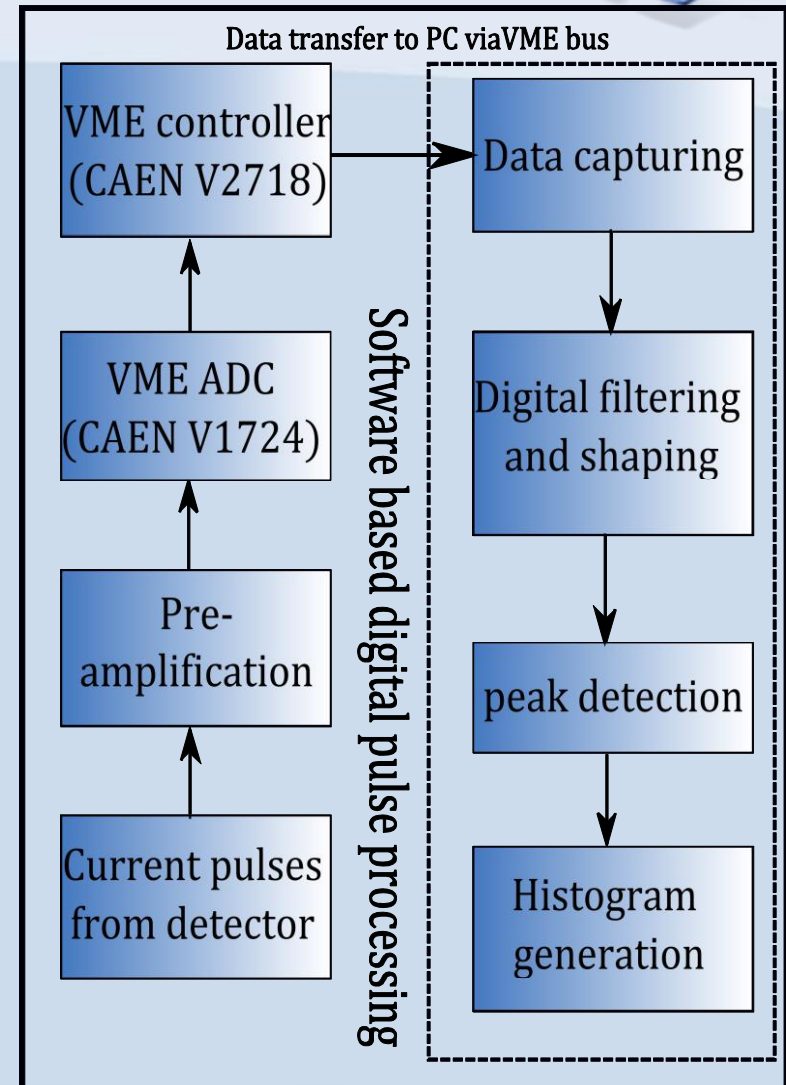 Data transfer to PC viaVME bus
VME controller
(CAEN V2718)
VME ADC
(CAEN V1724)
Pre-
amplification
Current pulses
from detector
Software based digital pulse processing
Data capturing
Digital filtering
and shaping
peak detection
Histogram
generation